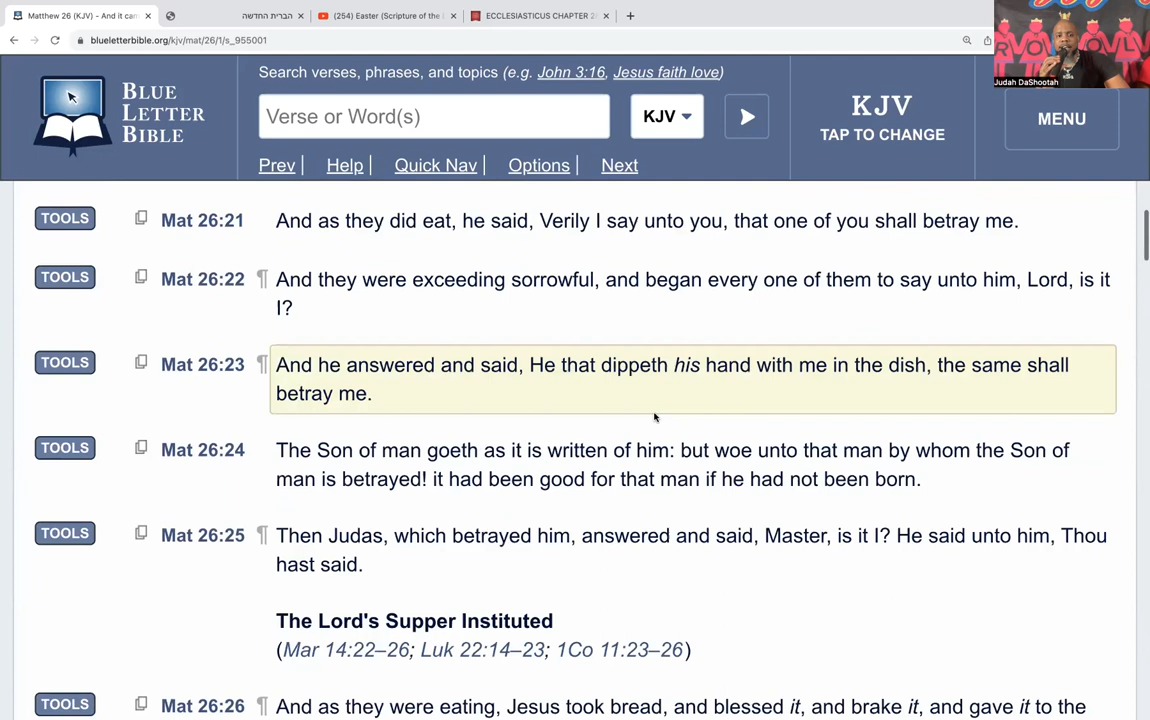 Matthew 26 (KJV) - And it cam
הברית החדשה
(254) Easter (Scripture of the
ECCLESIASTICUS CHAPTER 2
blueletterbible.org/kjv/mat/26/1/s_955001
Judah DaShootah
BLUE
LETTER
BIBLE
Search verses, phrases, and topics (e.g. John 3:16, Jesus faith love)
Verse or Word(s)
KJV
KJV
TAP TO CHANGE
MENU
Prev | Help | Quick Nav | Options | Next
TOOLS Mat 26:21 And as they did eat, he said, Verily I say unto you, that one of you shall betray me.
TOOLS Mat 26:22 ¶ And they were exceeding sorrowful, and began every one of them to say unto him, Lord, is it
I?
TOOLS Mat 26:23 ¶ And he answered and said, He that dippeth his hand with me in the dish, the same shall
betray me.
TOOLS Mat 26:24 The Son of man goeth as it is written of him: but woe unto that man by whom the Son of
man is betrayed! it had been good for that man if he had not been born.
TOOLS Mat 26:25 ¶ Then Judas, which betrayed him, answered and said, Master, is it I? He said unto him, Thou
hast said.
The Lord's Supper Instituted
(Mar 14:22–26; Luk 22:14–23; 1Co 11:23–26)
TOOLS Mat 26:26 ¶ And as they were eating, Jesus took bread, and blessed it, and brake it, and gave it to the